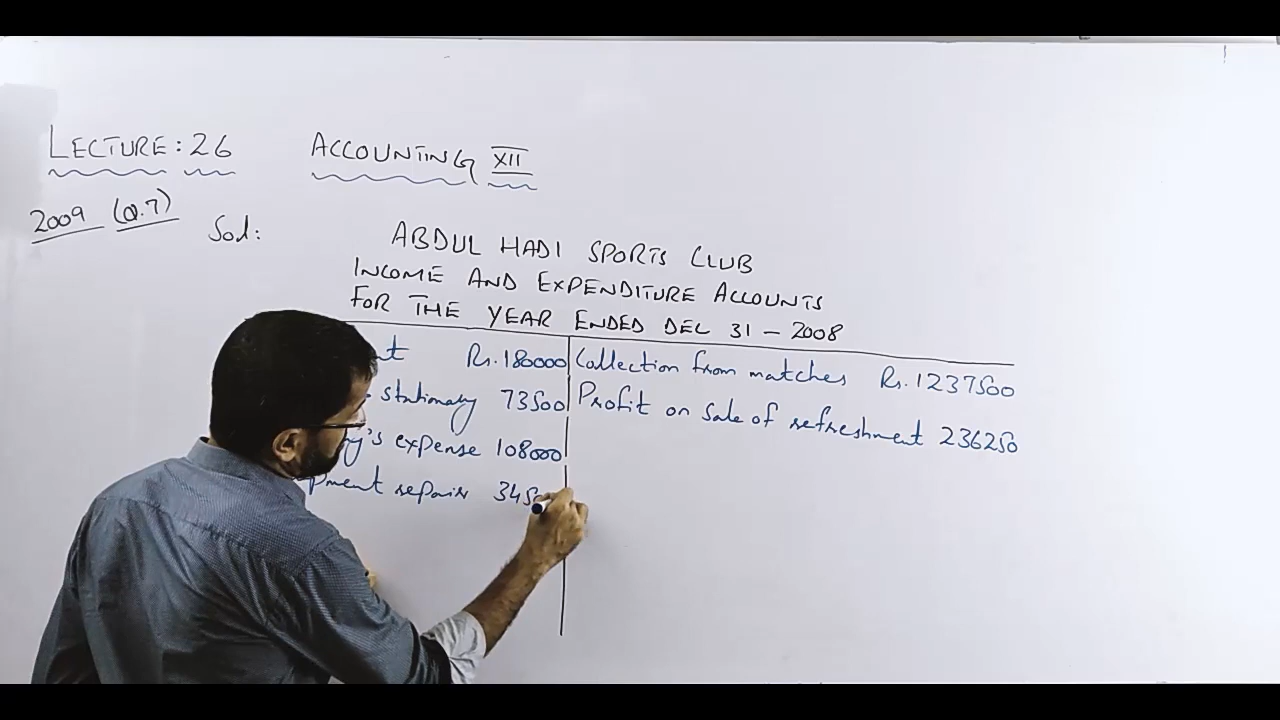 LECTURE: 26 ACCOUNTING XII
2009 (Q.7) Sol:
ABDUL HADI SPORTS CLUB
INCOME AND EXPENDITURE ACCOUNTS
FOR THE YEAR ENDED DEC 31 - 2008
Rs. 180000 Collection from matches Rs. 1237500
stationary 73500 Profit on sale of refreshment 236250
expense 108000
repairs